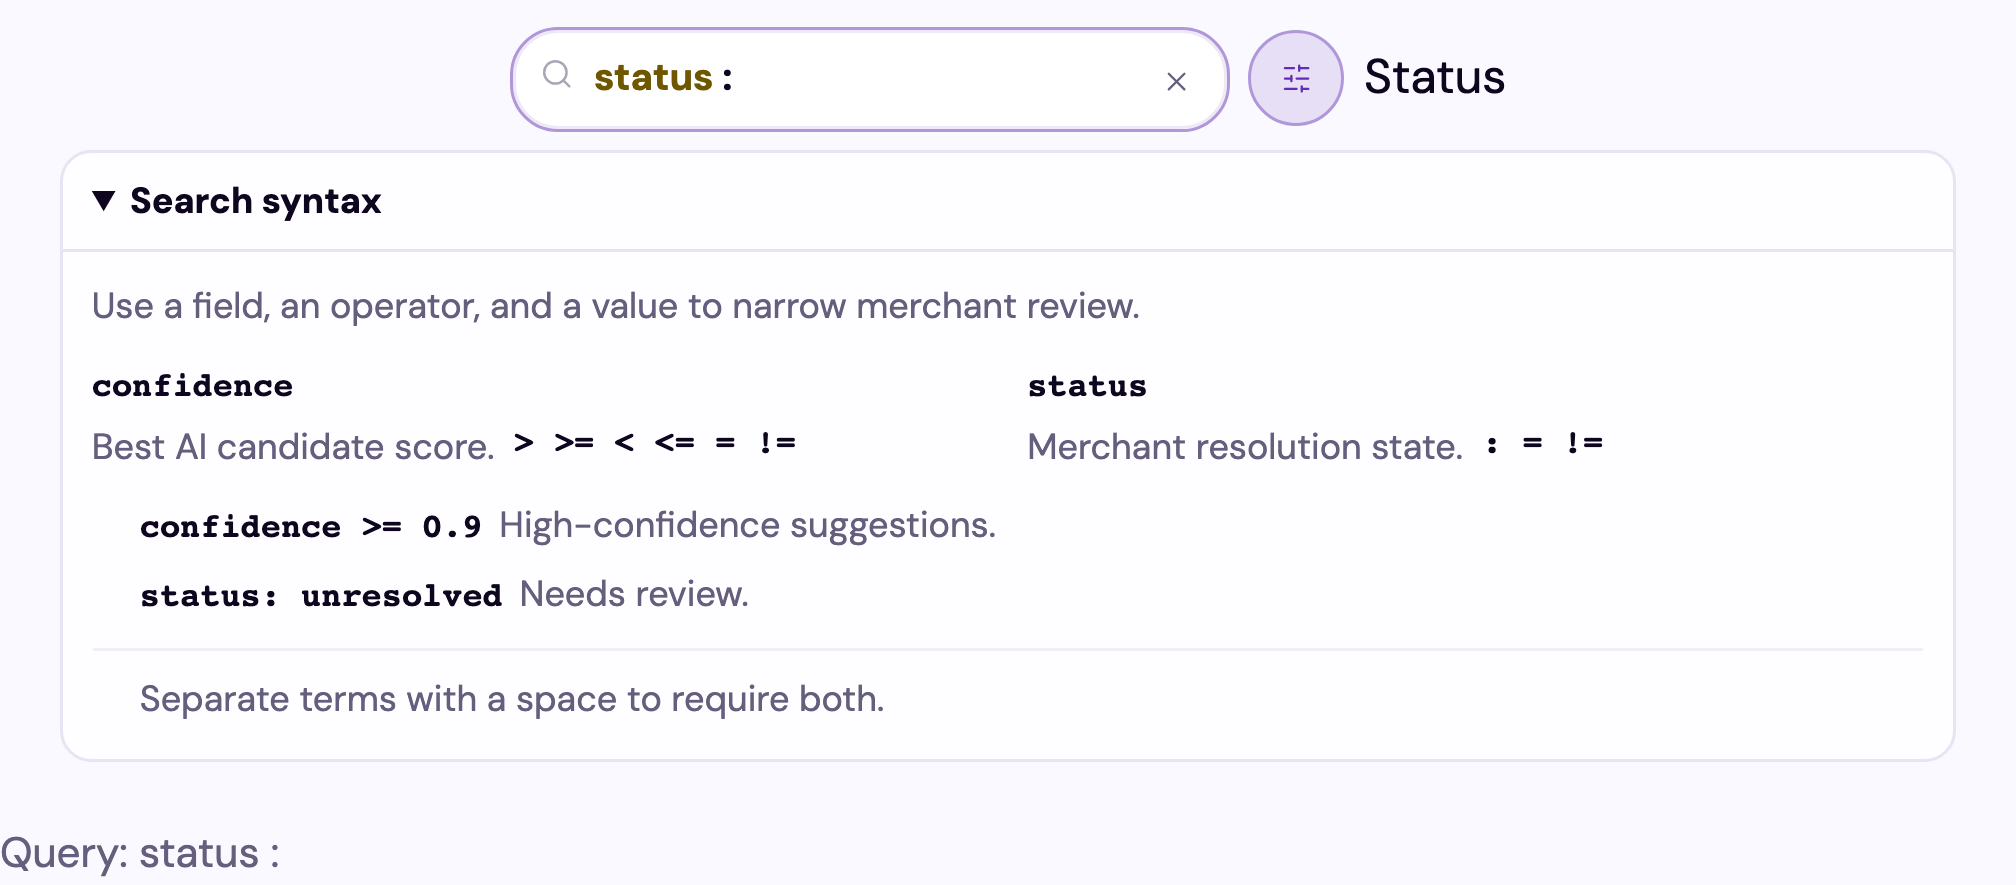 status :
Status
▼ Search syntax
Use a field, an operator, and a value to narrow merchant review.
confidence
Best AI candidate score. > >= < <= = !=
status
Merchant resolution state. : = !=
confidence >= 0.9 High-confidence suggestions.
status: unresolved Needs review.
Separate terms with a space to require both.
Query: status :